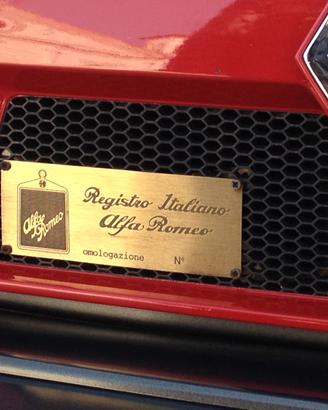 Alfa Romeo
Registro Italiano
Alfa Romeo
omologazione N°